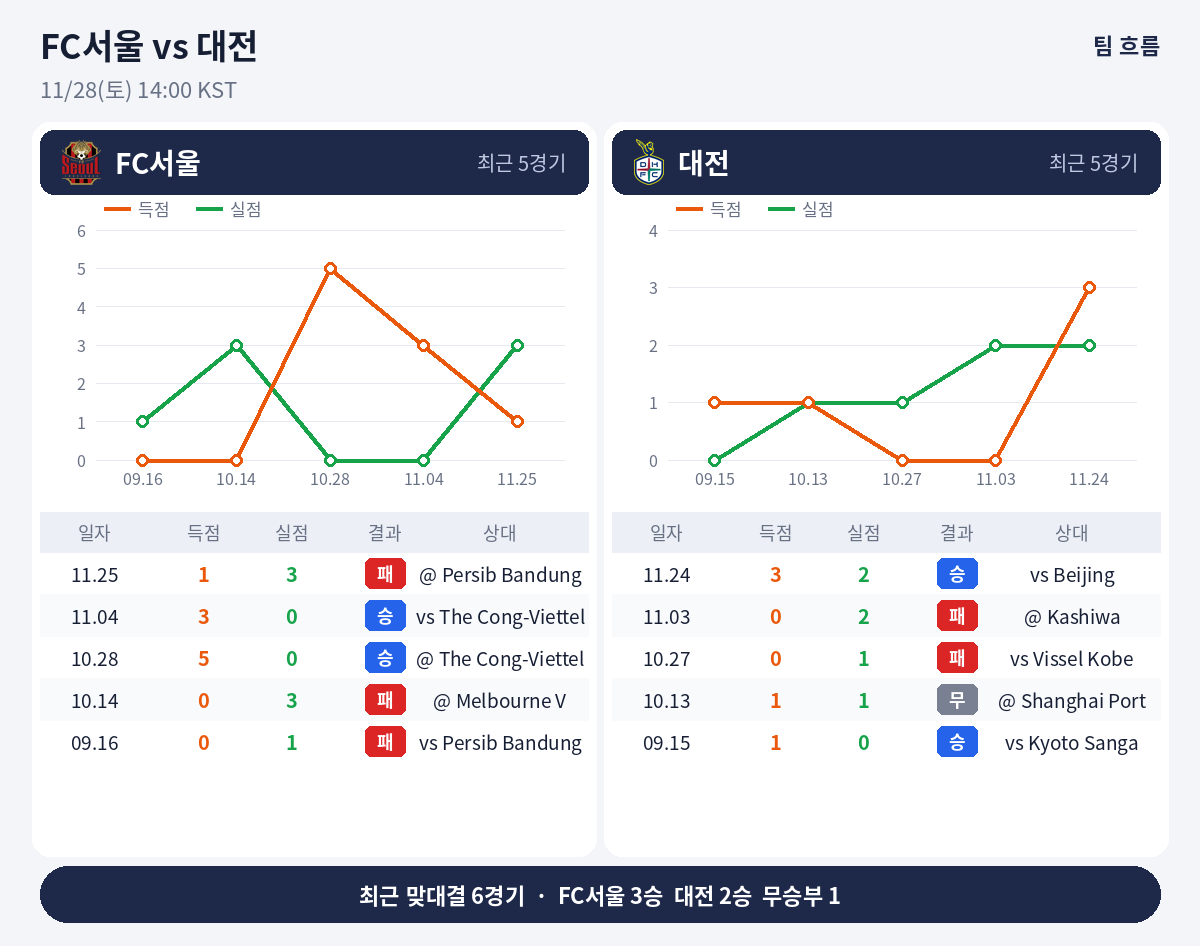 FC서울 vs 대전
팀 흐름
11/28(토) 14:00 KST
Seoul FC서울 최근 5경기
득점 실점
6
5
4
3
2
1
0
09.16 10.14 10.28 11.04 11.25
일자 득점 실점 결과 상대
11.25 1 3 패 @ Persib Bandung
11.04 3 0 승 vs The Cong-Viettel
10.28 5 0 승 @ The Cong-Viettel
10.14 0 3 패 @ Melbourne V
09.16 0 1 패 vs Persib Bandung
DHFC 대전 최근 5경기
득점 실점
4
3
2
1
0
09.15 10.13 10.27 11.03 11.24
일자 득점 실점 결과 상대
11.24 3 2 승 vs Beijing
11.03 0 2 패 @ Kashiwa
10.27 0 1 패 vs Vissel Kobe
10.13 1 1 무 @ Shanghai Port
09.15 1 0 승 vs Kyoto Sanga
최근 맞대결 6경기 · FC서울 3승 대전 2승 무승부 1